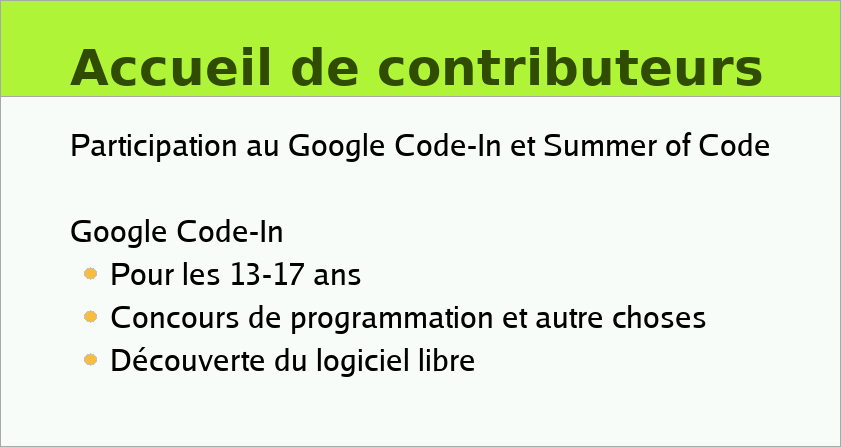 Accueil de contributeurs
Participation au Google Code-In et Summer of Code
Google Code-In
Pour les 13-17 ans
Concours de programmation et autre choses
Découverte du logiciel libre